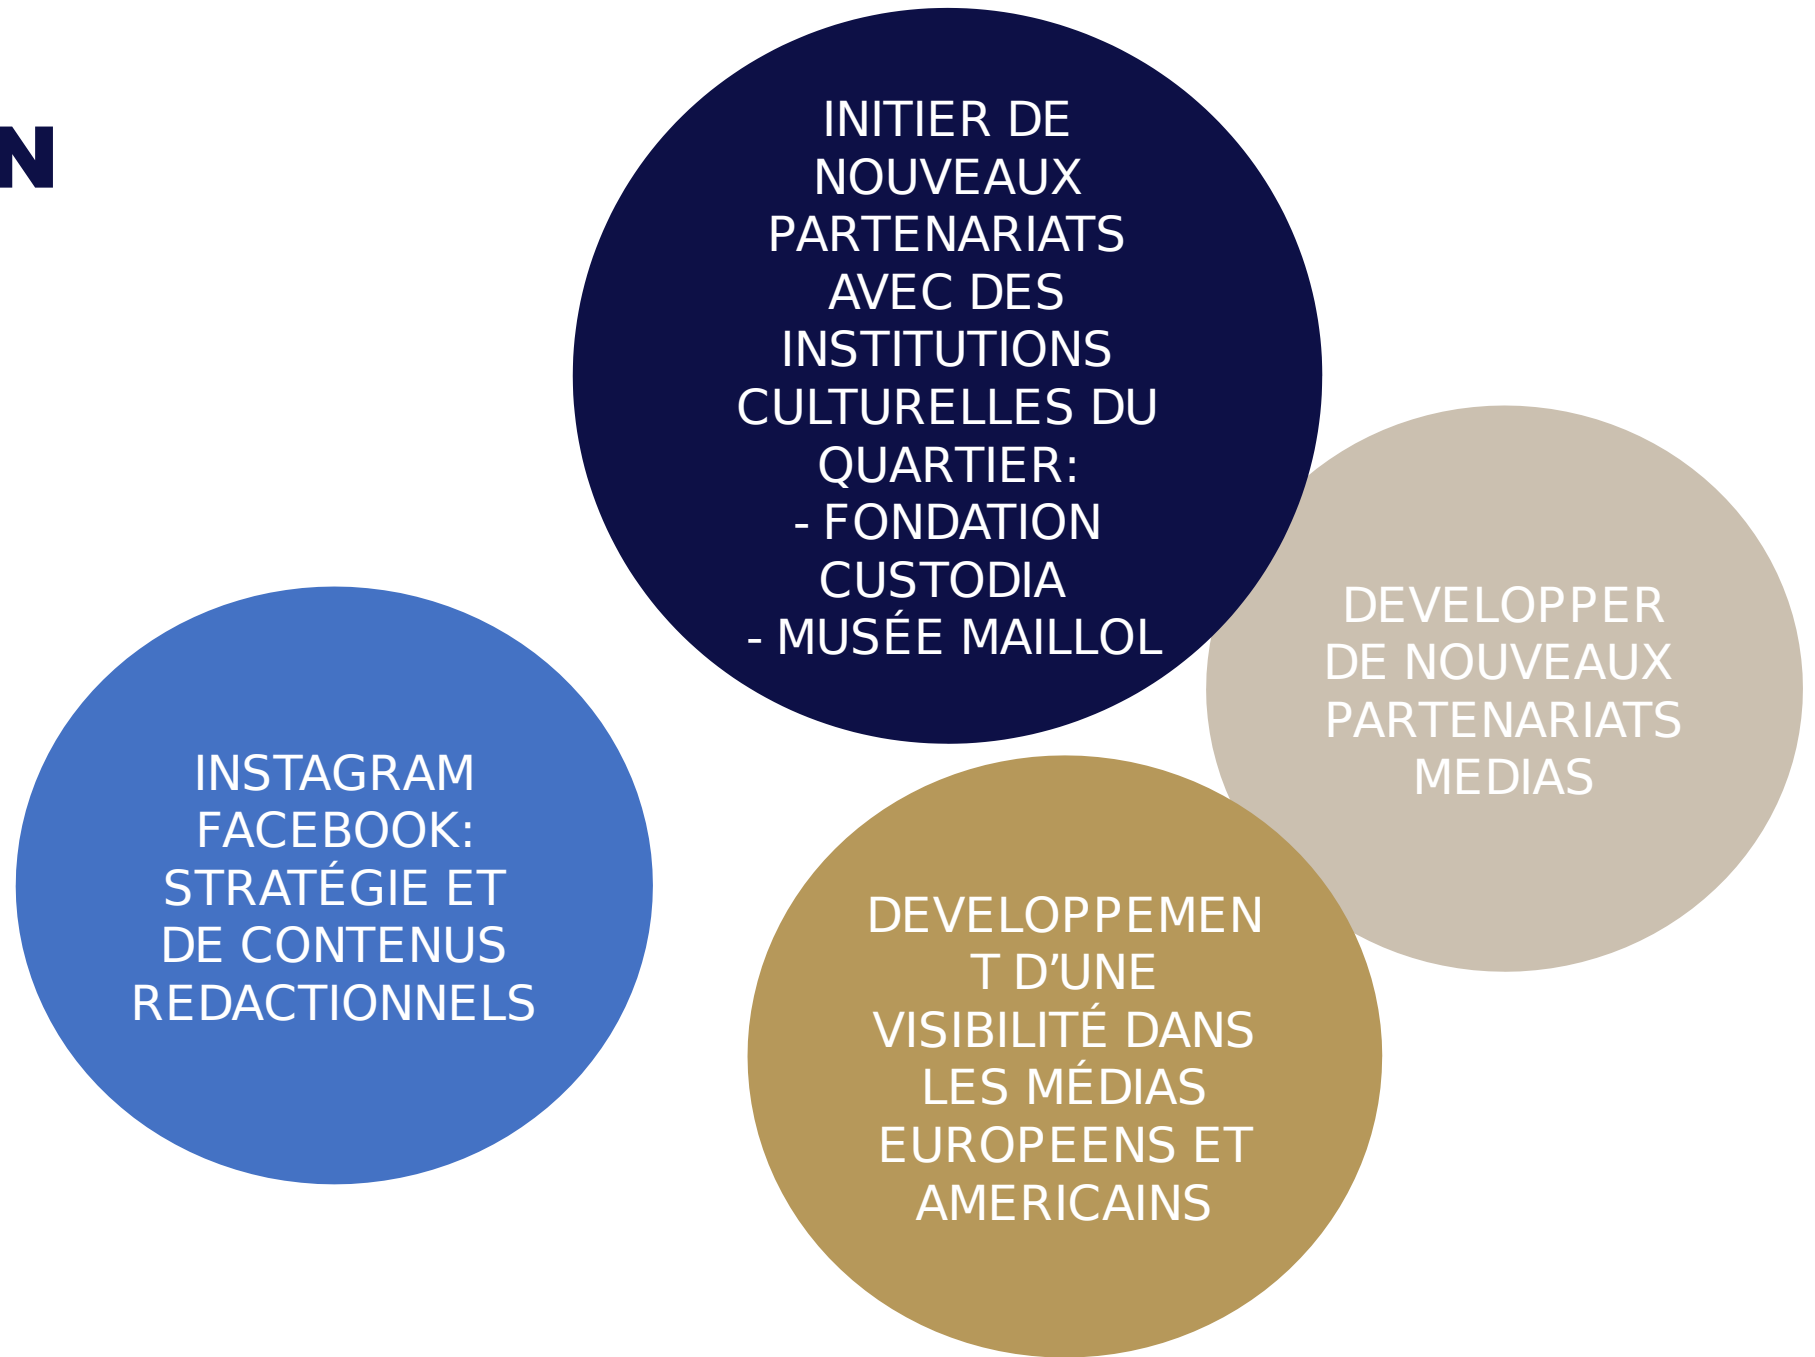 N
INITIER DE
NOUVEAUX
PARTENARIATS
AVEC DES
INSTITUTIONS
CULTURELLES DU
QUARTIER:
- FONDATION
CUSTODIA
- MUSÉE MAILLOL
DEVELOPPER
DE NOUVEAUX
PARTENARIATS
MEDIAS
INSTAGRAM
FACEBOOK:
STRATÉGIE ET
DE CONTENUS
REDACTIONNELS
DEVELOPPEMEN
T D’UNE
VISIBILITÉ DANS
LES MÉDIAS
EUROPEENS ET
AMERICAINS